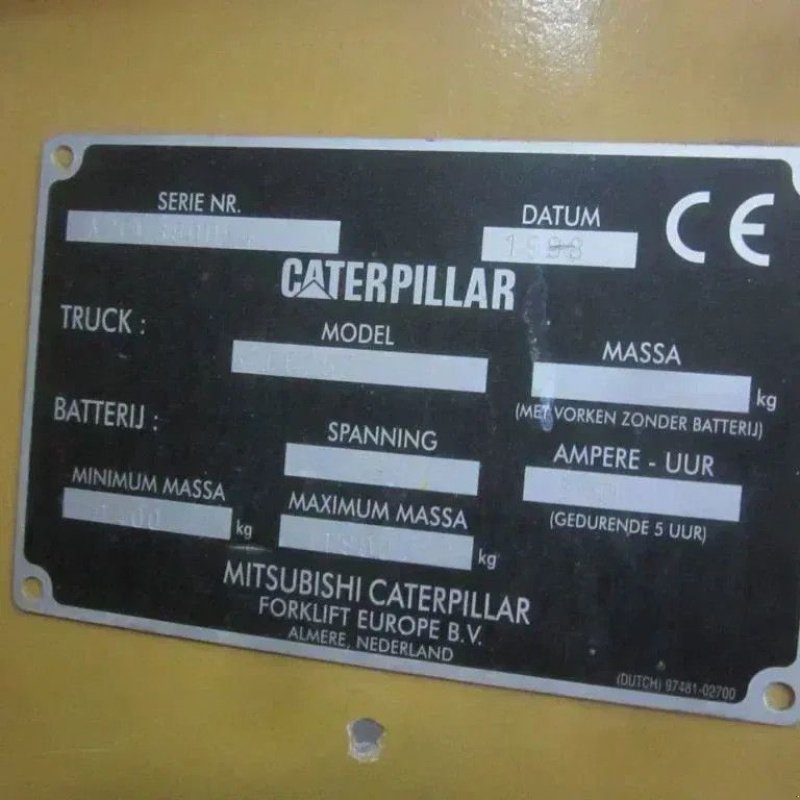 SERIE NR.
DATUM
CE
CATERPILLAR
TRUCK :
MODEL
MASSA
kg
(MET VORKEN ZONDER BATTERIJ)
BATTERIJ :
SPANNING
AMPERE - UUR
(GEDURENDE 5 UUR)
MINIMUM MASSA
kg
MAXIMUM MASSA
kg
MITSUBISHI CATERPILLAR
FORKLIFT EUROPE B.V.
ALMERE, NEDERLAND
(DUTCH) 97481-02700